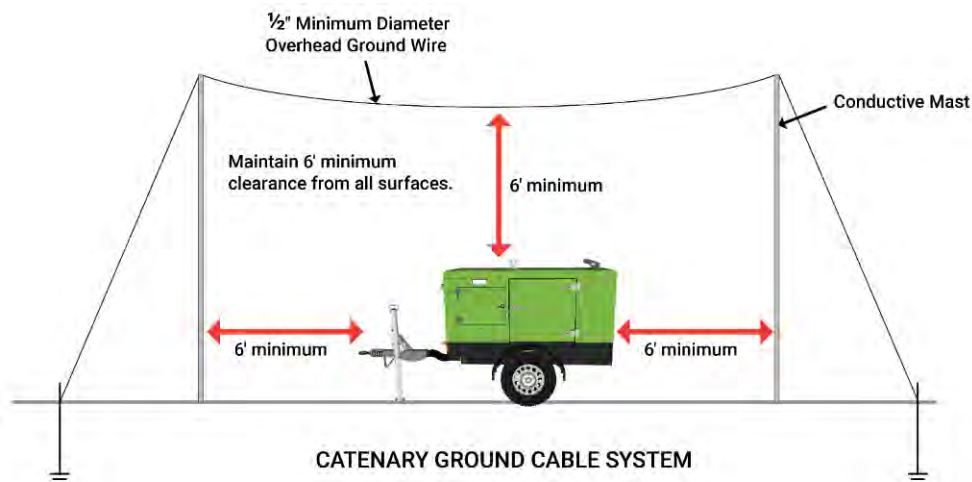 ½" Minimum Diameter
Overhead Ground Wire
Conductive Mast
Maintain 6' minimum
clearance from all surfaces.
6' minimum
6' minimum
6' minimum
CATENARY GROUND CABLE SYSTEM